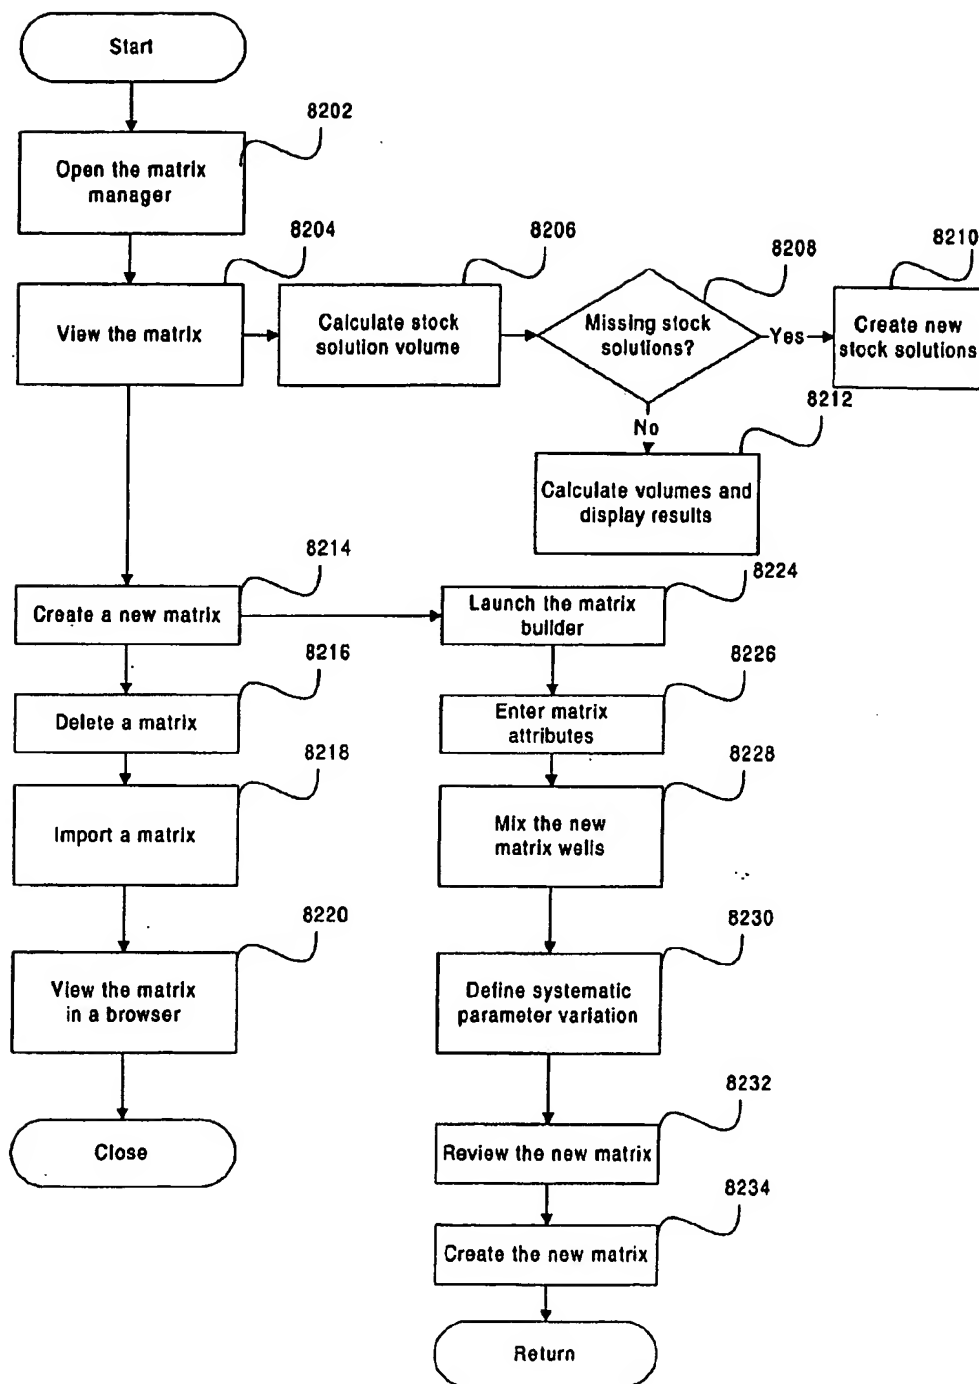 Start
8202
Open the matrix
manager
8204
8206
8208
8210
View the matrix
Calculate stock
solution volume
Missing stock
solutions?
Yes
Create new
stock solutions
8212
No
Calculate volumes and
display results
8214
8224
Create a new matrix
Launch the matrix
builder
8216
8226
Delete a matrix
Enter matrix
attributes
8218
8228
Import a matrix
Mix the new
matrix wells
8220
8230
View the matrix
in a browser
Define systematic
parameter variation
8232
Close
Review the new matrix
8234
Create the new matrix
Return